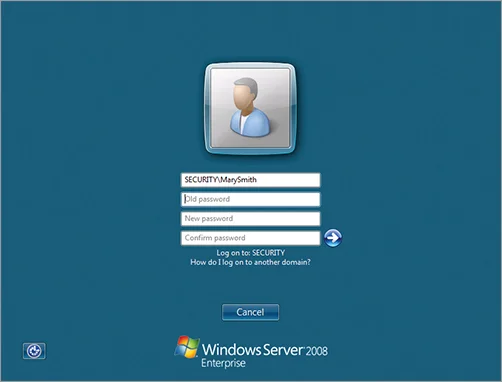 SECURITY\MarySmith
Old password
New password
Confirm password
Log on to: SECURITY
How do I log on to another domain?
Cancel
Windows Server 2008
Enterprise